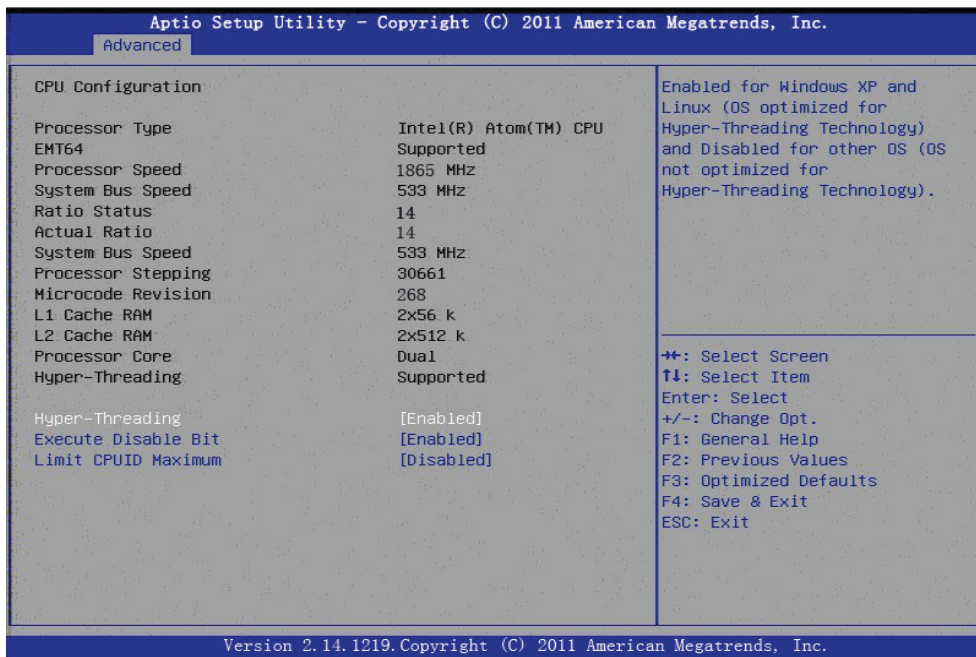 Aptio Setup Utility - Copyright (C) 2011 American Megatrends, Inc.
Advanced
CPU Configuration
Processor Type Intel(R) Atom(TM) CPU
EMT64 Supported
Processor Speed 1865 MHz
System Bus Speed 533 MHz
Ratio Status 14
Actual Ratio 14
System Bus Speed 533 MHz
Processor Stepping 30661
Microcode Revision 268
L1 Cache RAM 2x56 k
L2 Cache RAM 2x512 k
Processor Core Dual
Hyper-Threading Supported
Hyper-Threading [Enabled]
Execute Disable Bit [Enabled]
Limit CPUID Maximum [Disabled]
Enabled for Windows XP and
Linux (OS optimized for
Hyper-Threading Technology)
and Disabled for other OS (OS
not optimized for
Hyper-Threading Technology).
→←: Select Screen
↑↓: Select Item
Enter: Select
+/-: Change Opt.
F1: General Help
F2: Previous Values
F3: Optimized Defaults
F4: Save & Exit
ESC: Exit
Version 2.14.1219.Copyright (C) 2011 American Megatrends, Inc.